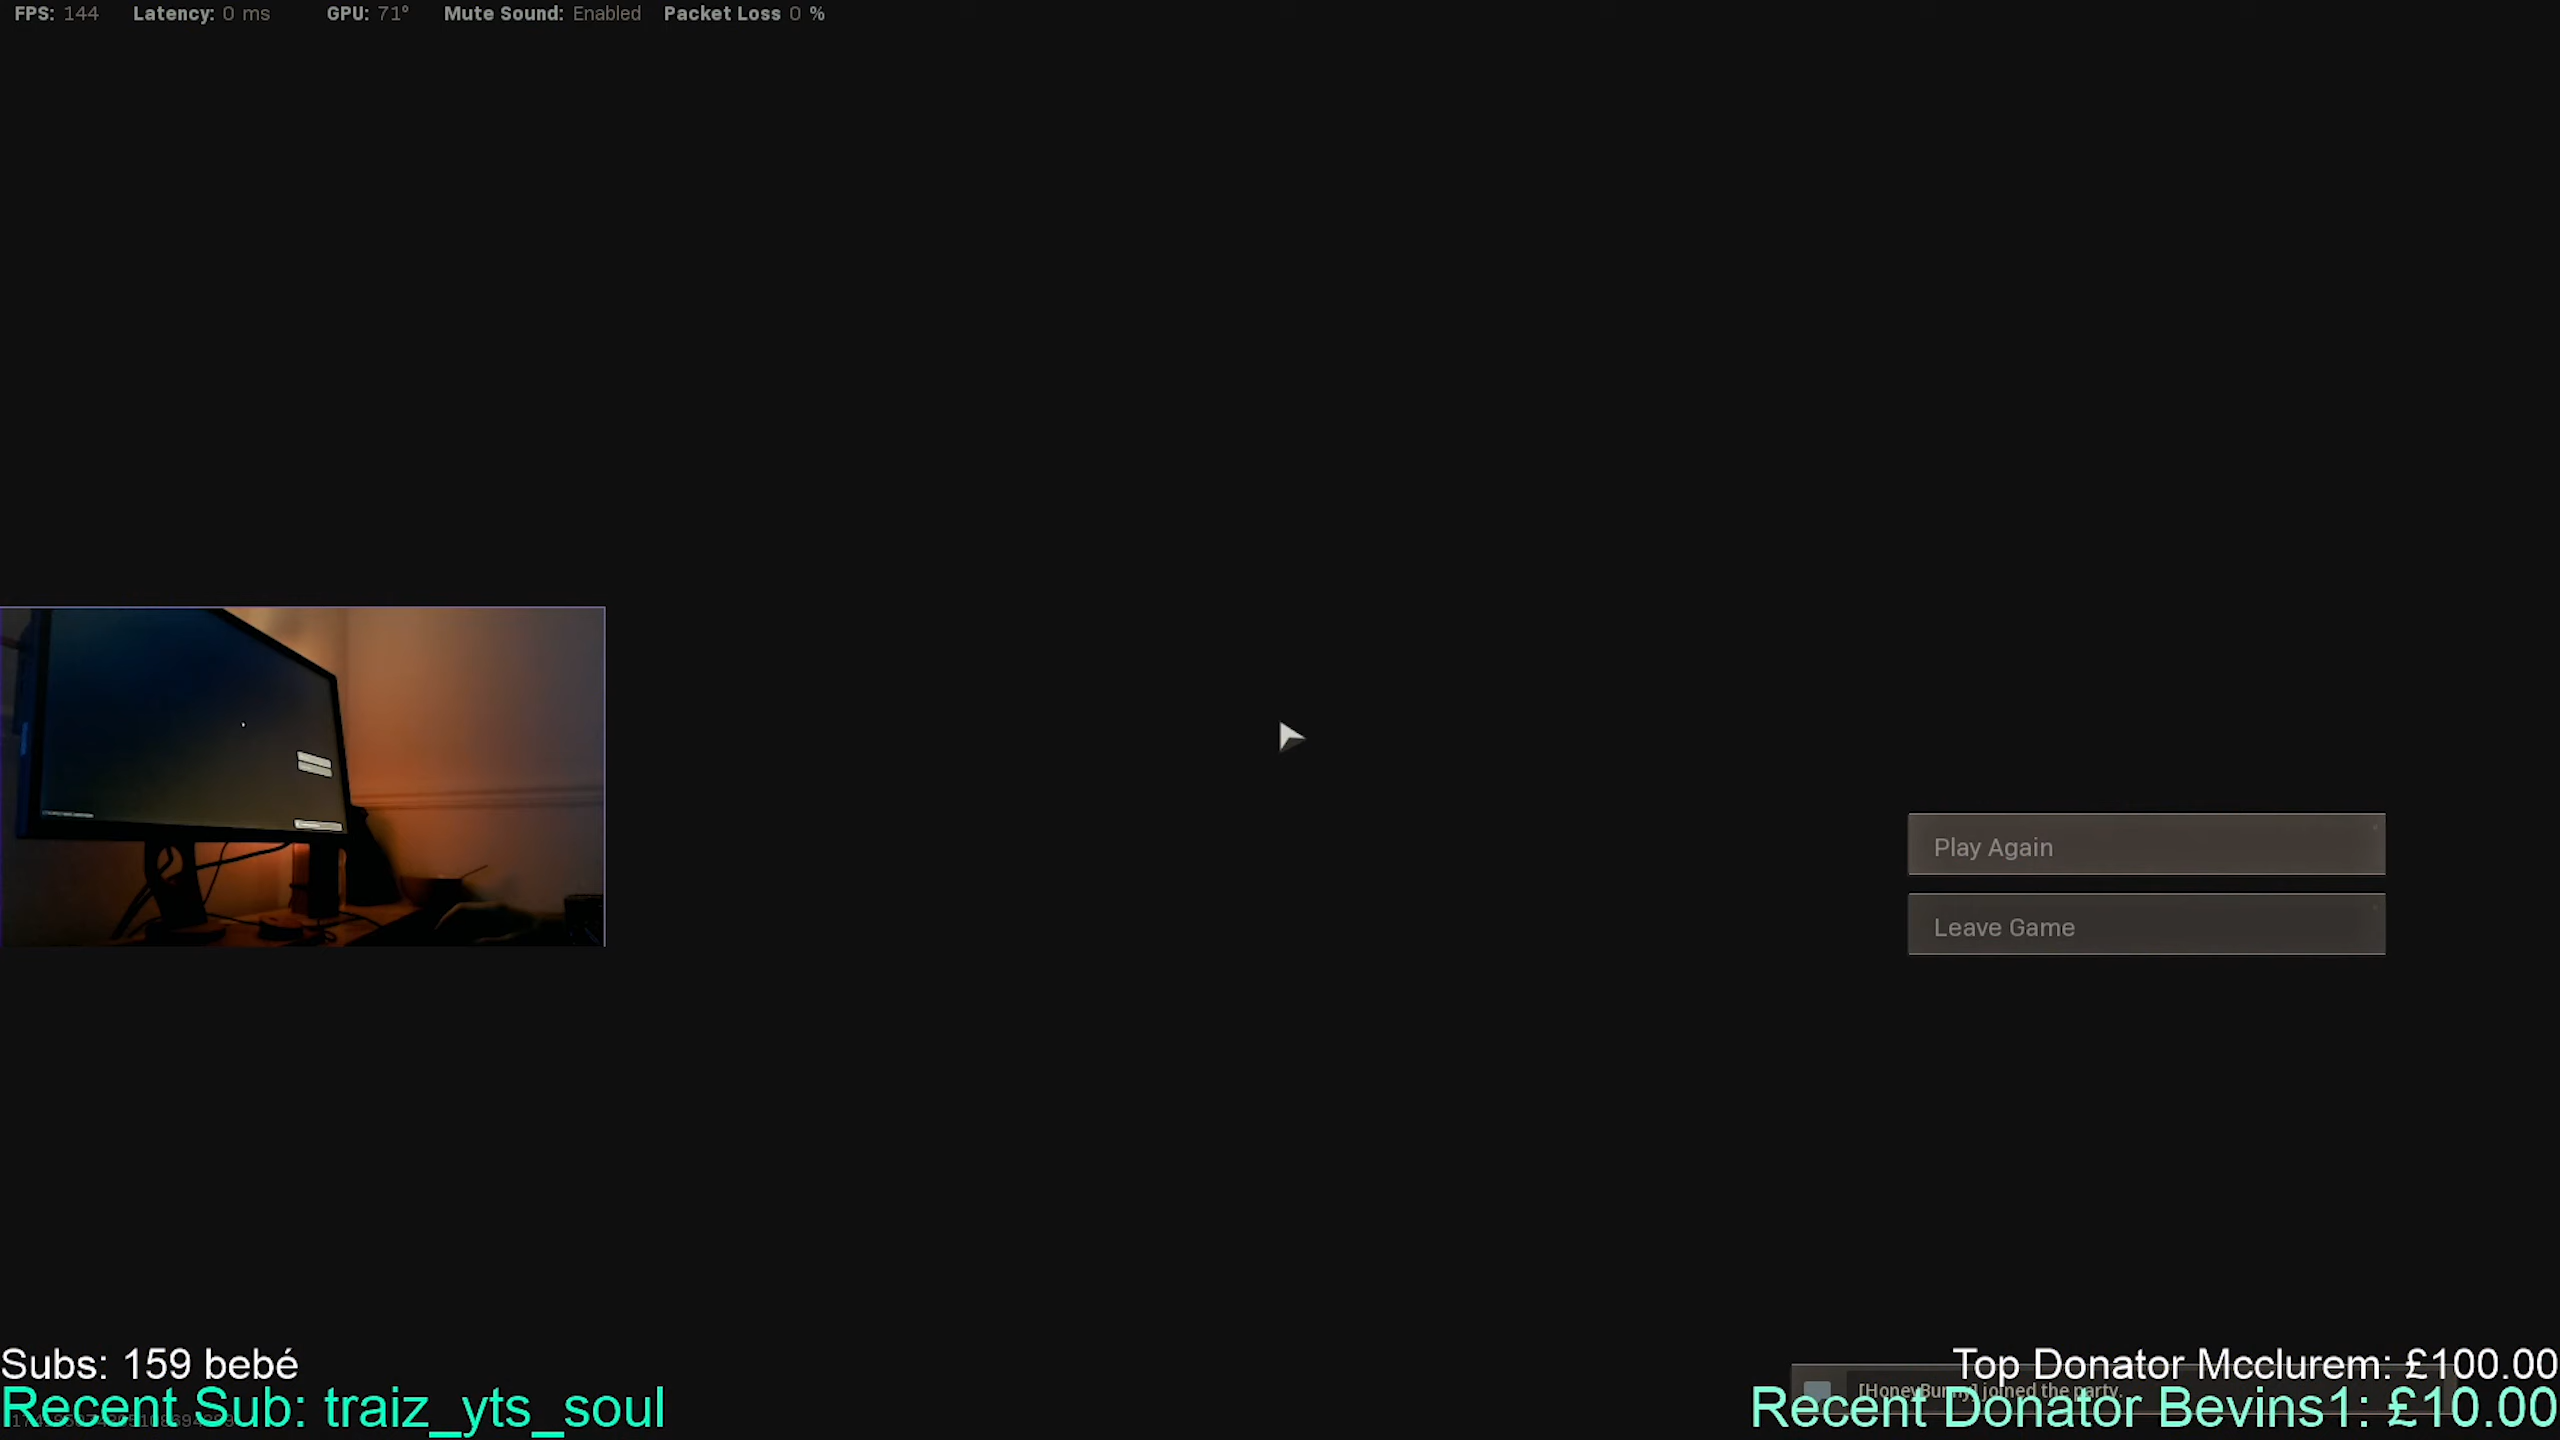 FPS: 144 Latency: 0 ms GPU: 71° Mute Sound: Enabled Packet Loss 0 %
Play Again
Leave Game
Subs: 159 bebé
Top Donator Mcclurem: £100.00
[HoneyBunny] joined the party.
Recent Sub: traiz_yts_soul
Recent Donator Bevins1: £10.00